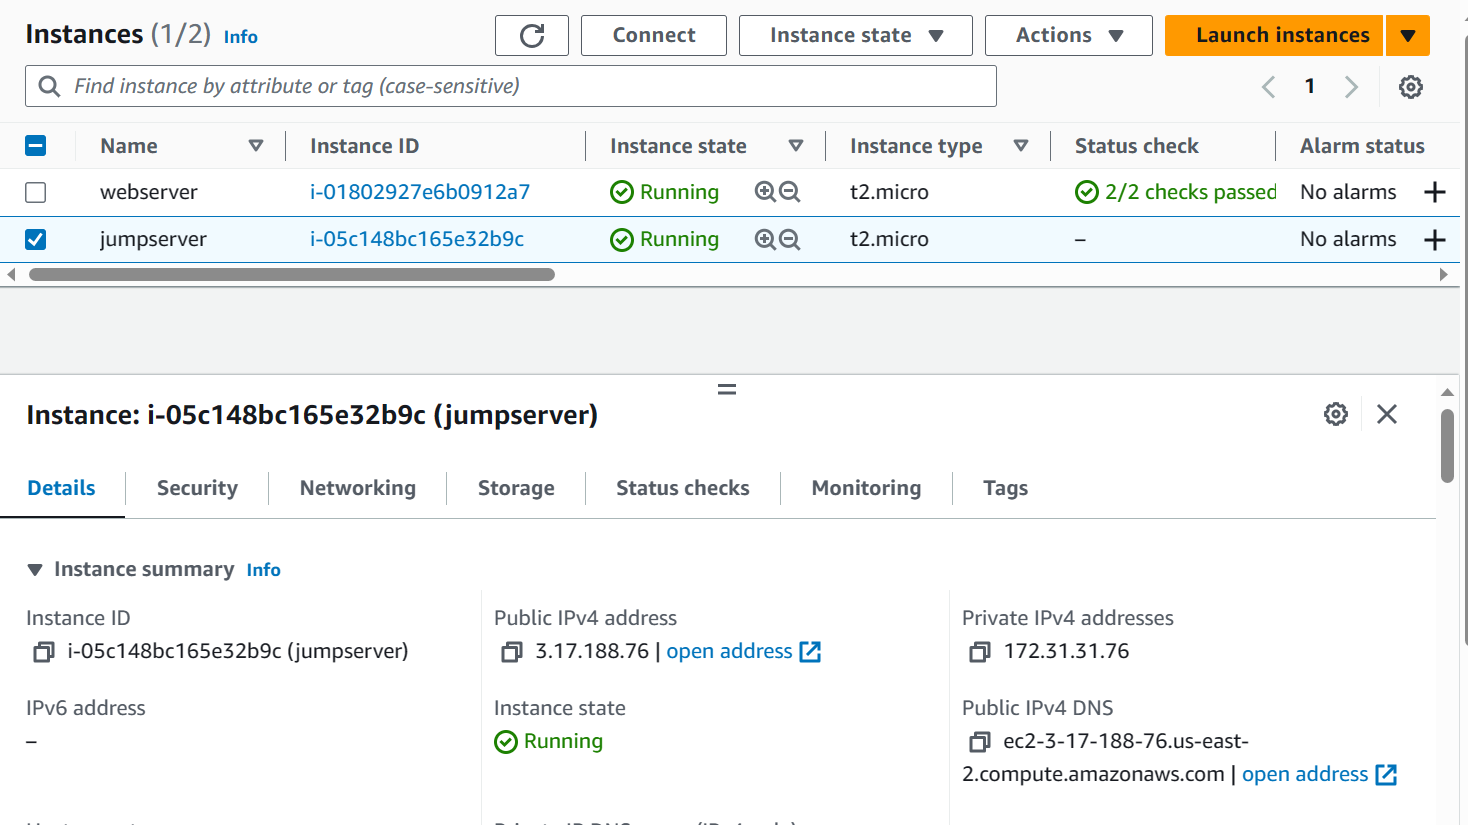 Instances (1/2) Info
Connect
Instance state
Actions
Launch instances
Find instance by attribute or tag (case-sensitive)
1
Name Instance ID Instance state Instance type Status check Alarm status
webserver i-01802927e6b0912a7 Running t2.micro 2/2 checks passed No alarms
jumpserver i-05c148bc165e32b9c Running t2.micro – No alarms
Instance: i-05c148bc165e32b9c (jumpserver)
Details Security Networking Storage Status checks Monitoring Tags
Instance summary Info
Instance ID
i-05c148bc165e32b9c (jumpserver)
Public IPv4 address
3.17.188.76 | open address
Private IPv4 addresses
172.31.31.76
IPv6 address
–
Instance state
Running
Public IPv4 DNS
ec2-3-17-188-76.us-east-
2.compute.amazonaws.com | open address